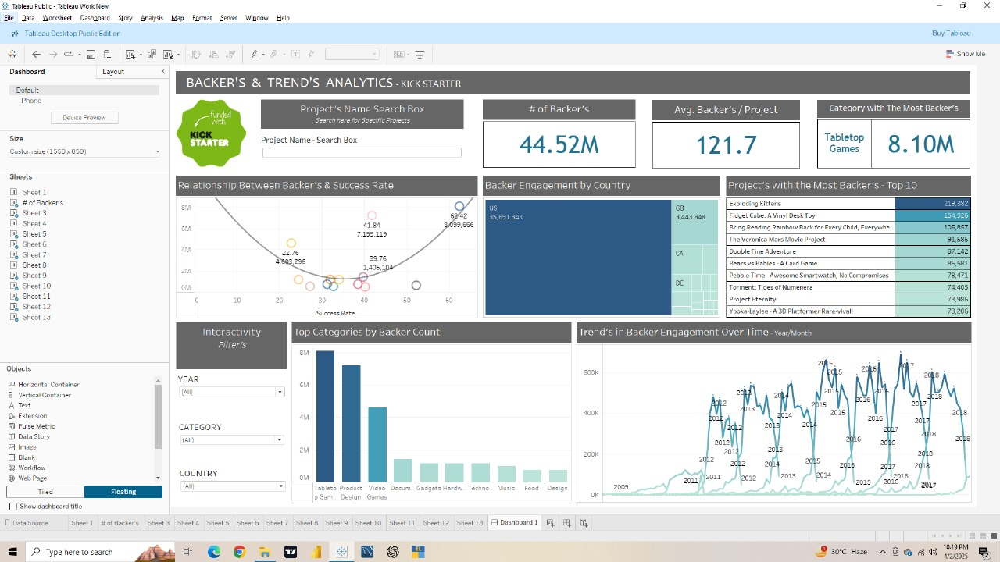 Tableau Public - Tableau Work New
File Data Worksheet Dashboard Story Analysis Map Format Server Window Help
Tableau Desktop Public Edition
Buy Tableau
Show Me
Dashboard
Layout
Default
Phone
Device Preview
Size
Custom size (1550 x 850)
Sheets
Sheet 1
# of Backer's
Sheet 3
Sheet 4
Sheet 5
Sheet 6
Sheet 7
Sheet 8
Sheet 9
Sheet 10
Sheet 11
Sheet 12
Sheet 13
Objects
Horizontal Container
Vertical Container
Text
Extension
Pulse Metric
Data Story
Image
Blank
Workflow
Web Page
Tiled
Floating
Show dashboard title
BACKER'S & TREND'S ANALYTICS - KICK STARTER
funded
with
KICK
STARTER
Project's Name Search Box
Search here for Specific Projects
Project Name - Search Box
# of Backer's
44.52M
Avg. Backer's / Project
121.7
Category with The Most Backer's
Tabletop
Games
8.10M
Relationship Between Backer's & Success Rate
8M
6M
4M
2M
0M
62.42
8,099,666
41.84
7,199,119
22.76
4,603,296
39.76
1,405,104
0 10 20 30 40 50 60
Success Rate
Backer Engagement by Country
US
35,691.34K
GB
3,443.84K
CA
DE
Project's with the Most Backer's - Top 10
Exploding Kittens 219,382
Fidget Cube: A Vinyl Desk Toy 154,926
Bring Reading Rainbow Back for Every Child, Everywhe.. 105,857
The Veronica Mars Movie Project 91,585
Double Fine Adventure 87,142
Bears vs Babies - A Card Game 85,581
Pebble Time - Awesome Smartwatch, No Compromises 78,471
Torment: Tides of Numenera 74,405
Project Eternity 73,986
Yooka-Laylee - A 3D Platformer Rare-vival! 73,206
Interactivity
Filter's
YEAR
(All)
CATEGORY
(All)
COUNTRY
(All)
Top Categories by Backer Count
8M
6M
4M
2M
0M
Tableto p Gam.. Product Design Video Games Docum.. Gadgets Hardw.. Techno.. Music Food Design
Trend's in Backer Engagement Over Time - Year/Month
600K
400K
200K
0K
2009
2011
2011
2012
2012
2012
2012
2012
2012
2012
2013
2013
2013
2013
2013
2014
2014
2014
2014
2014
2015
2015
2015
2015
2015
2016
2016
2016
2016
2016
2016
2017
2017
2017
2017
2017
2017
2018
2018
2018
2018
2018
2018
Data Source Sheet 1 # of Backer's Sheet 3 Sheet 4 Sheet 5 Sheet 6 Sheet 7 Sheet 8 Sheet 9 Sheet 10 Sheet 11 Sheet 12 Sheet 13 Dashboard 1
Type here to search
30°C Haze
10:19 PM
4/2/2025